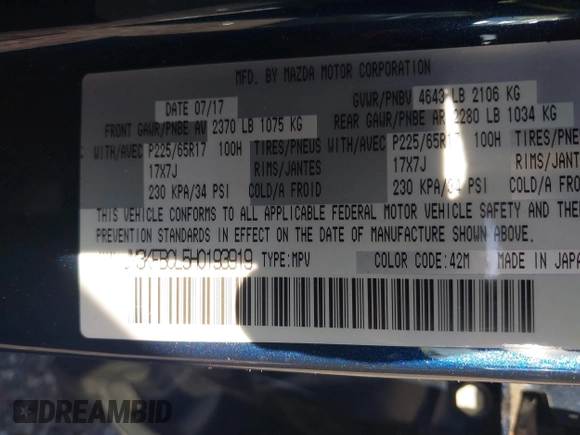 MFD. BY MAZDA MOTOR CORPORATION
DATE 07/17 GVWR/PNBV 4643 LB 2106 KG
FRONT GAWR/PNBE AV 2370 LB 1075 KG REAR GAWR/PNBE AR 2280 LB 1034 KG
WITH/AVEC P225/65R17 100H TIRES/PNEUS WITH/AVEC P225/65R17 100H TIRES/PNEU
17X7J RIMS/JANTES 17X7J RIMS/JANTE
230 KPA/34 PSI COLD/A FROID 230 KPA/34 PSI COLD/A FROID
THIS VEHICLE CONFORMS TO ALL APPLICABLE FEDERAL MOTOR VEHICLE SAFETY AND THE
PREVENTION STANDARDS IN EFFECT ON THE DATE OF MANUFACTURE SHOWN ABOVE.
JM3KFBCL5H0193919 TYPE:MPV COLOR CODE:42M MADE IN JAPA
DREAMBID